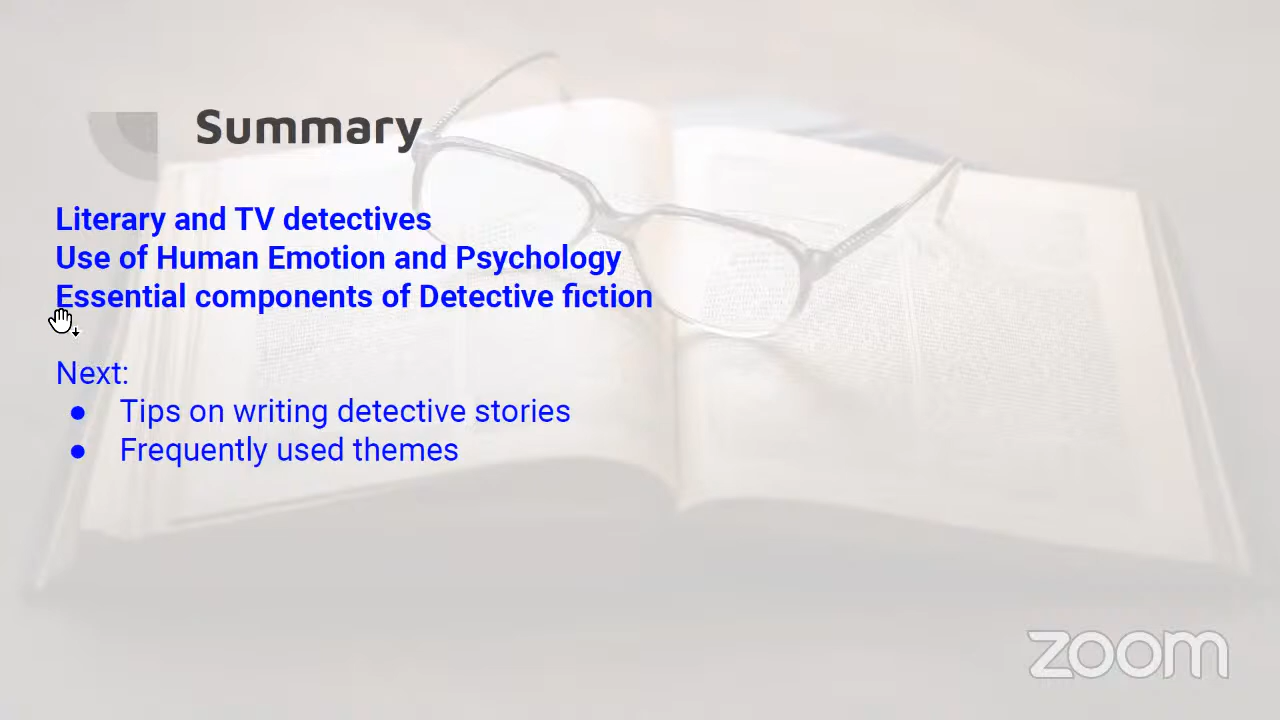 Summary
Literary and TV detectives
Use of Human Emotion and Psychology
Essential components of Detective fiction
Next:
● Tips on writing detective stories
● Frequently used themes
zoom